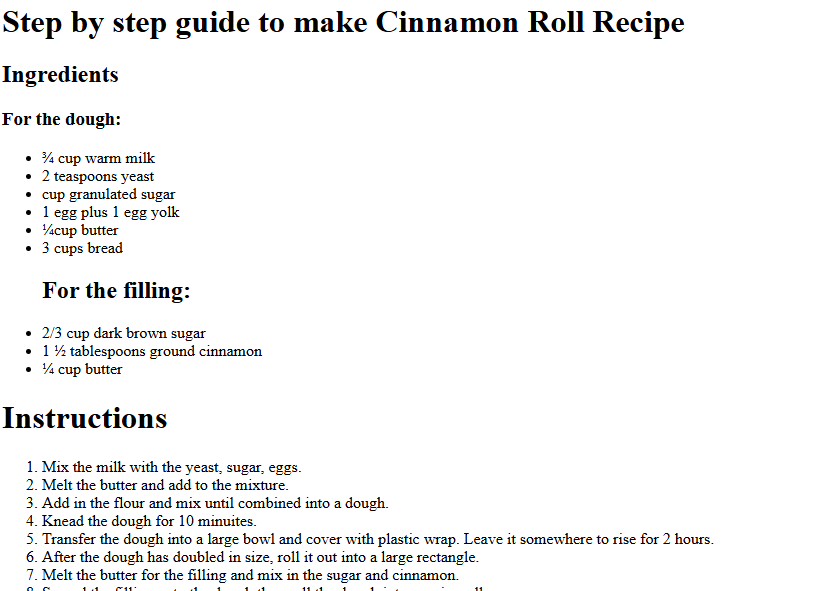 Step by step guide to make Cinnamon Roll Recipe
Ingredients
For the dough:
¾ cup warm milk
2 teaspoons yeast
cup granulated sugar
1 egg plus 1 egg yolk
¼cup butter
3 cups bread
For the filling:
2/3 cup dark brown sugar
1 ½ tablespoons ground cinnamon
¼ cup butter
Instructions
1. Mix the milk with the yeast, sugar, eggs.
2. Melt the butter and add to the mixture.
3. Add in the flour and mix until combined into a dough.
4. Knead the dough for 10 minuites.
5. Transfer the dough into a large bowl and cover with plastic wrap. Leave it somewhere to rise for 2 hours.
6. After the dough has doubled in size, roll it out into a large rectangle.
7. Melt the butter for the filling and mix in the sugar and cinnamon.